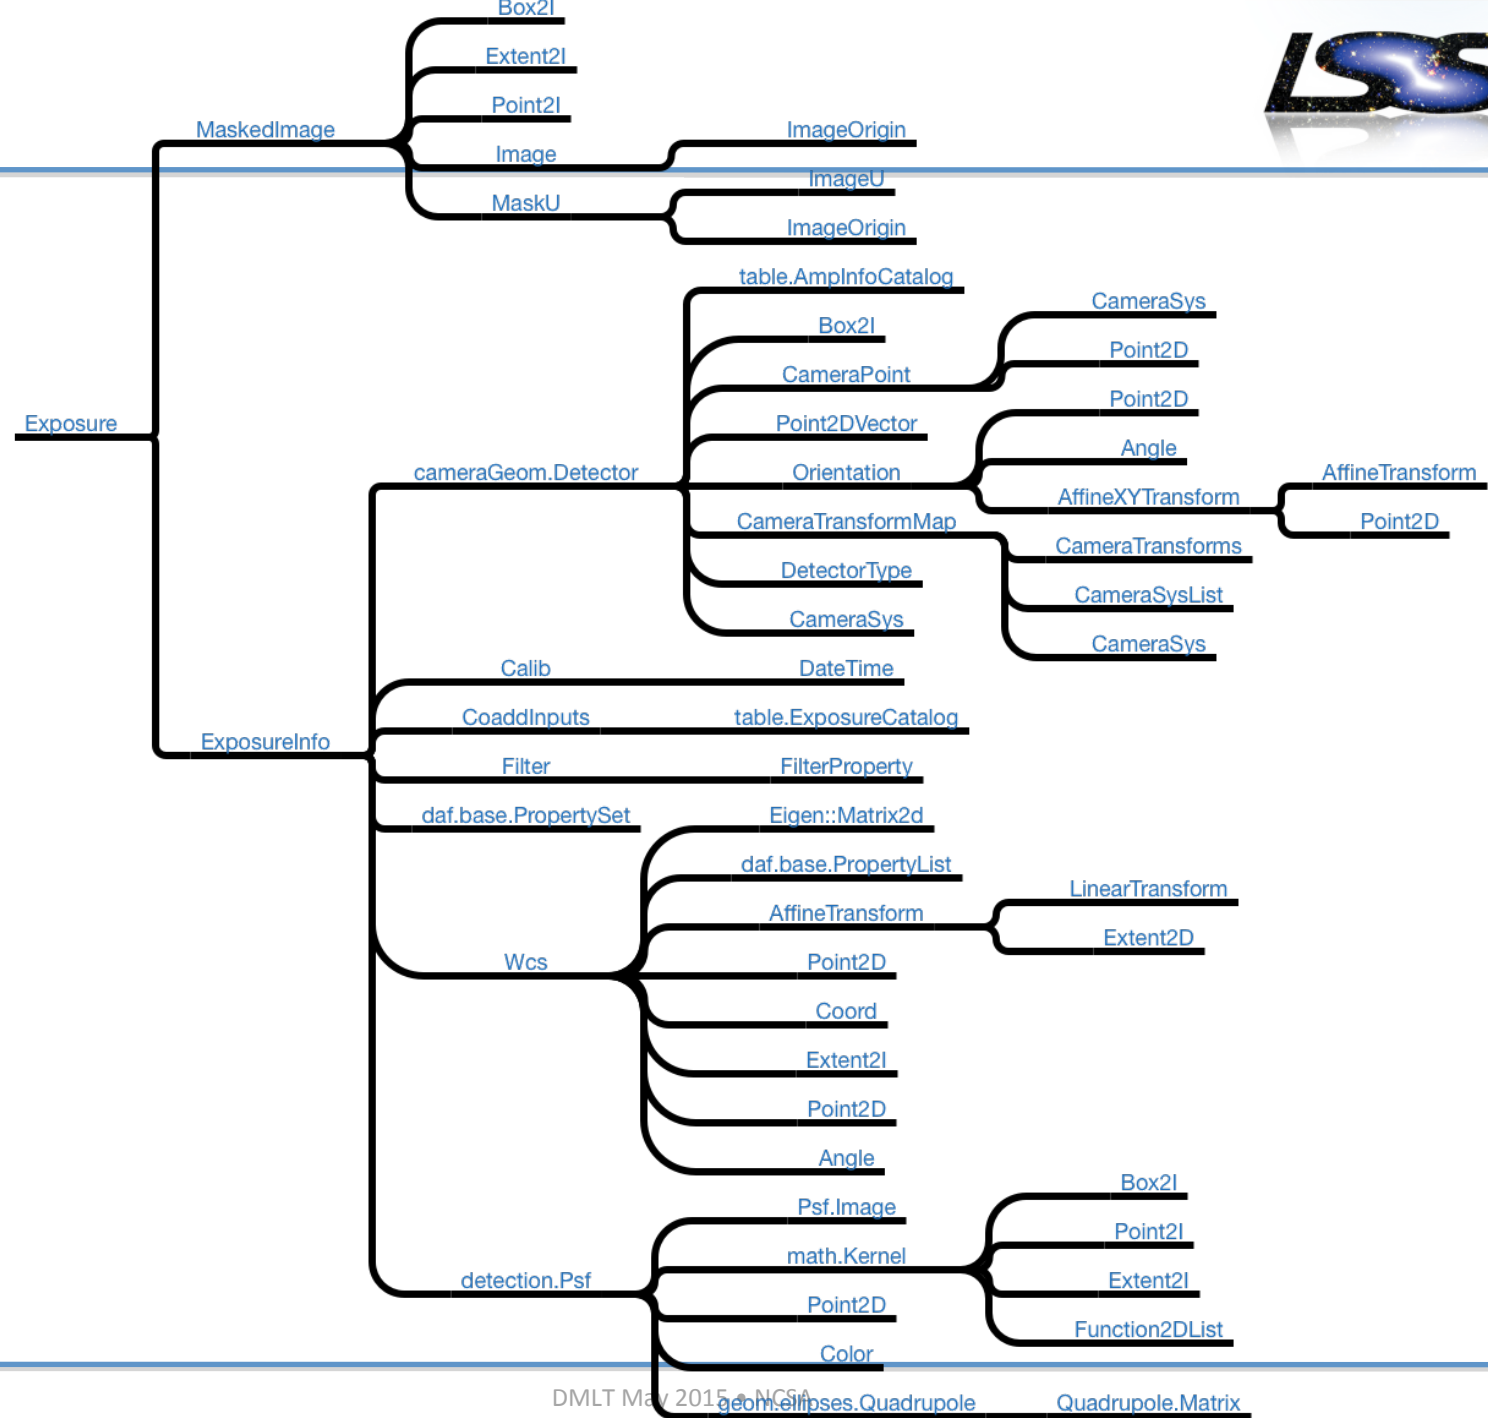 Box2I
Extent2I
Point2I
MaskedImage
ImageOrigin
Image
ImageU
MaskU
ImageOrigin
table.AmpInfoCatalog
CameraSys
Box2I
Point2D
CameraPoint
Point2D
Exposure
Point2DVector
Angle
cameraGeom.Detector
Orientation
AffineTransform
AffineXYTransform
CameraTransformMap
Point2D
CameraTransforms
DetectorType
CameraSysList
CameraSys
CameraSys
Calib
DateTime
CoaddInputs
table.ExposureCatalog
ExposureInfo
Filter
FilterProperty
daf.base.PropertySet
Eigen::Matrix2d
daf.base.PropertyList
LinearTransform
AffineTransform
Extent2D
Wcs
Point2D
Coord
Extent2I
Point2D
Angle
Box2I
Psf.Image
Point2I
math.Kernel
detection.Psf
Extent2I
Point2D
Function2DList
Color
DMLT May 2015 • NCSA
geom.ellipses.Quadrupole
Quadrupole.Matrix